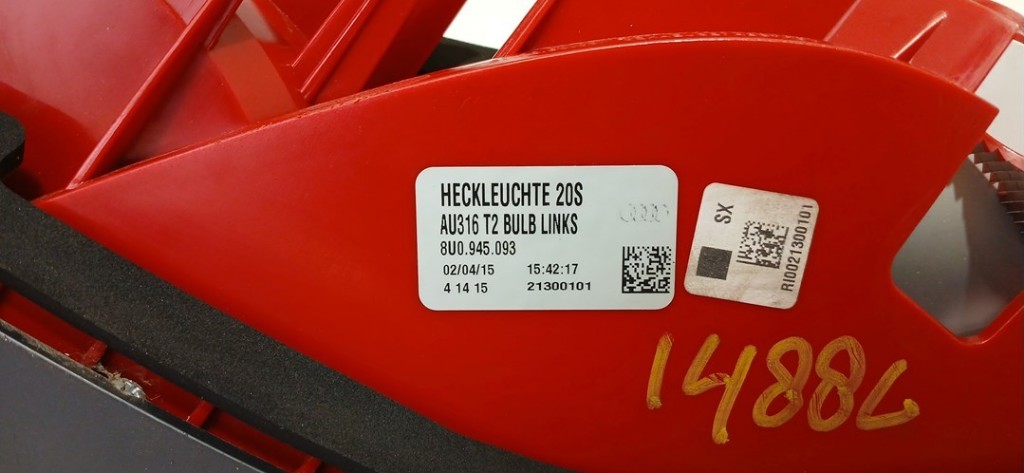 HECKLEUCHTE 20S
AU316 T2 BULB LINKS
8U0.945.093
02/04/15 15:42:17
4 14 15 21300101
SX
RI0021300101
1488L